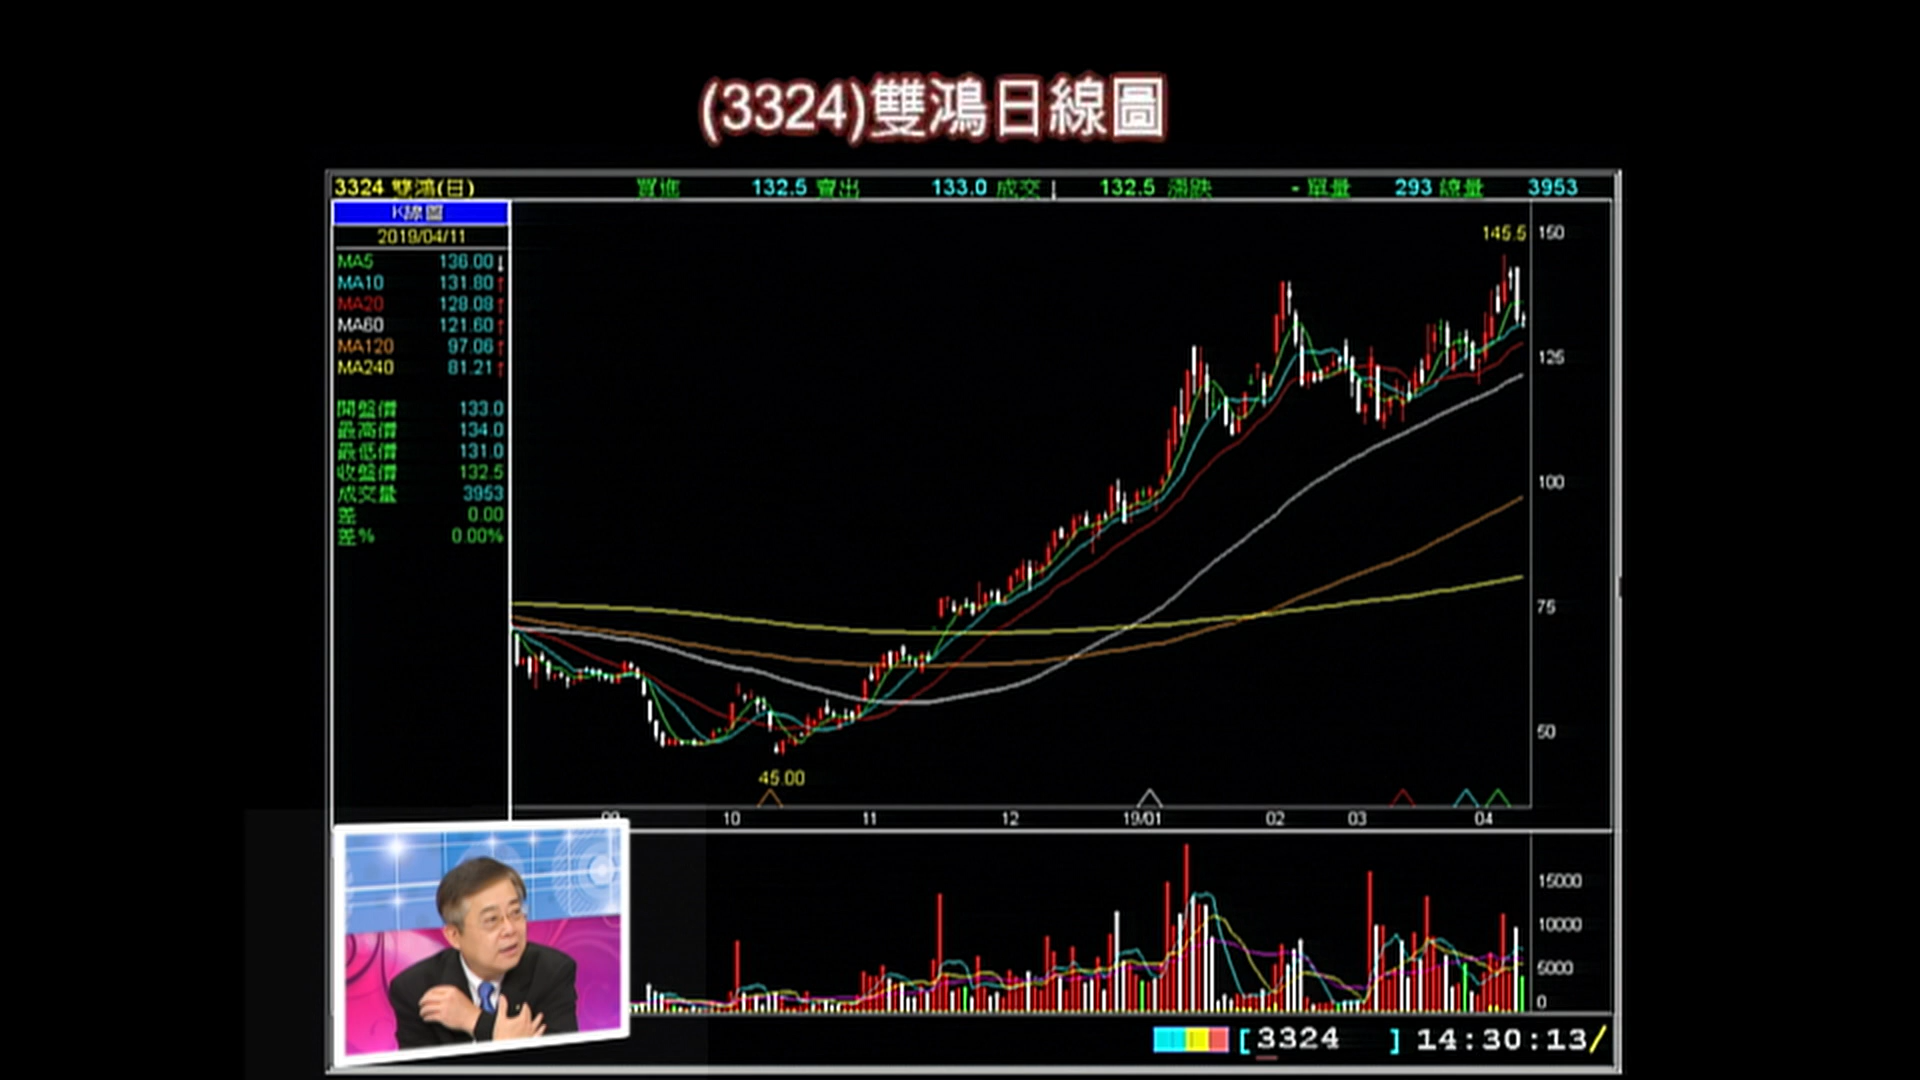 (3324)雙鴻日線圖
3324 雙鴻(日) 買進 132.5 賣出 133.0 成交 ↓ 132.5 漲跌 - 單量 293 總量 3953
K線圖
2019/04/11
MA5 136.00↓
MA10 131.80↑
MA20 128.08↑
MA60 121.60↑
MA120 97.06↑
MA240 81.21↑
開盤價 133.0
最高價 134.0
最低價 131.0
收盤價 132.5
成交量 3953
差 0.00
差% 0.00%
145.5
150
125
100
75
50
45.00
09 10 11 12 19/01 02 03 04
15000
10000
5000
0
[3324 ] 14:30:13/